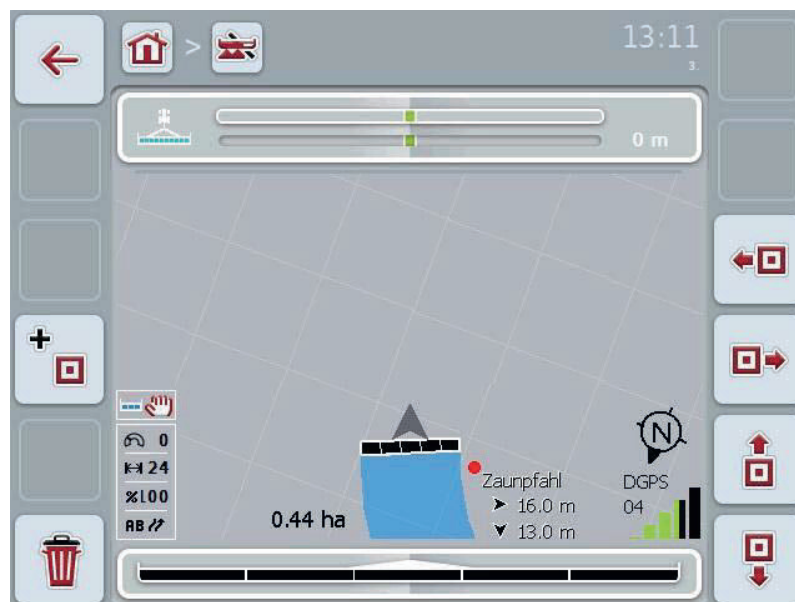 >
13:11
3.
0 m
0
24
%100
AB
0.44 ha
Zaunpfahl
16.0 m
13.0 m
N
DGPS
04